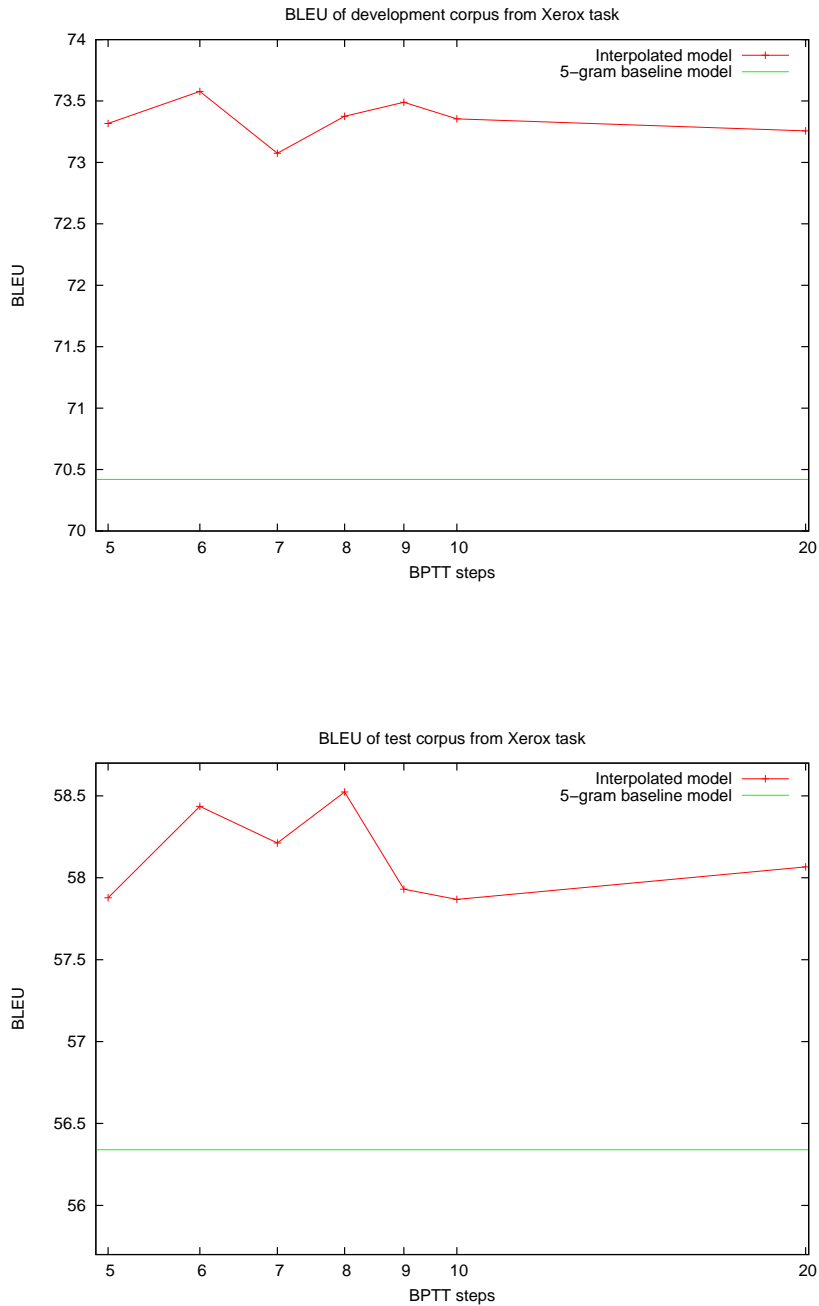 BLEU of development corpus from Xerox task
74
73.5
73
72.5
72
71.5
71
70.5
70
BLEU
Interpolated model
5-gram baseline model
5 6 7 8 9 10 20
BPTT steps
BLEU of test corpus from Xerox task
58.5
58
57.5
57
56.5
56
BLEU
Interpolated model
5-gram baseline model
5 6 7 8 9 10 20
BPTT steps